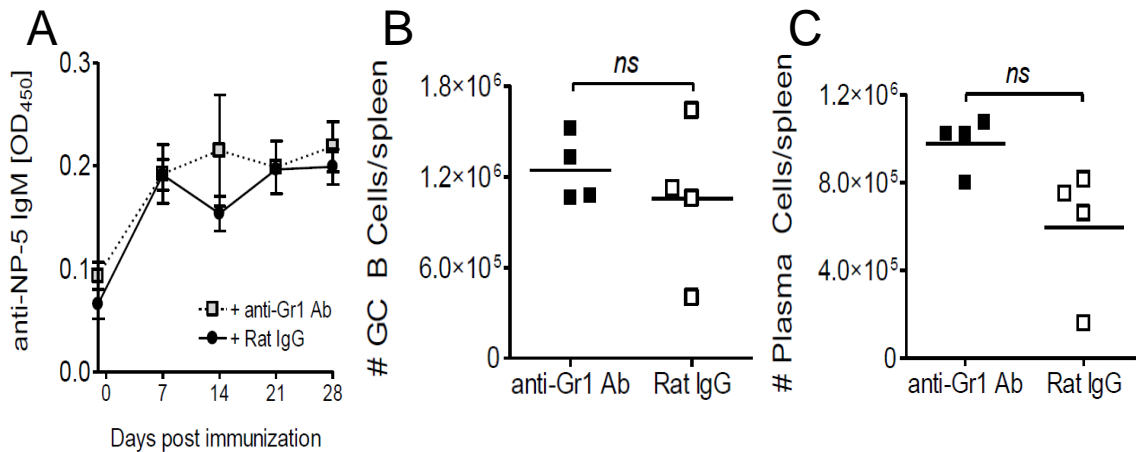 A
anti-NP-5 IgM [OD₄₅₀]
0.3
0.2
0.1
0.0
+ anti-Gr1 Ab
+ Rat IgG
0
7
14
21
28
Days post immunization
B
# GC B Cells/spleen
ns
1.8×10⁶
1.2×10⁶
6.0×10⁵
0
anti-Gr1 Ab
Rat IgG
C
# Plasma Cells/spleen
ns
1.2×10⁶
8.0×10⁵
4.0×10⁵
0
anti-Gr1 Ab
Rat IgG